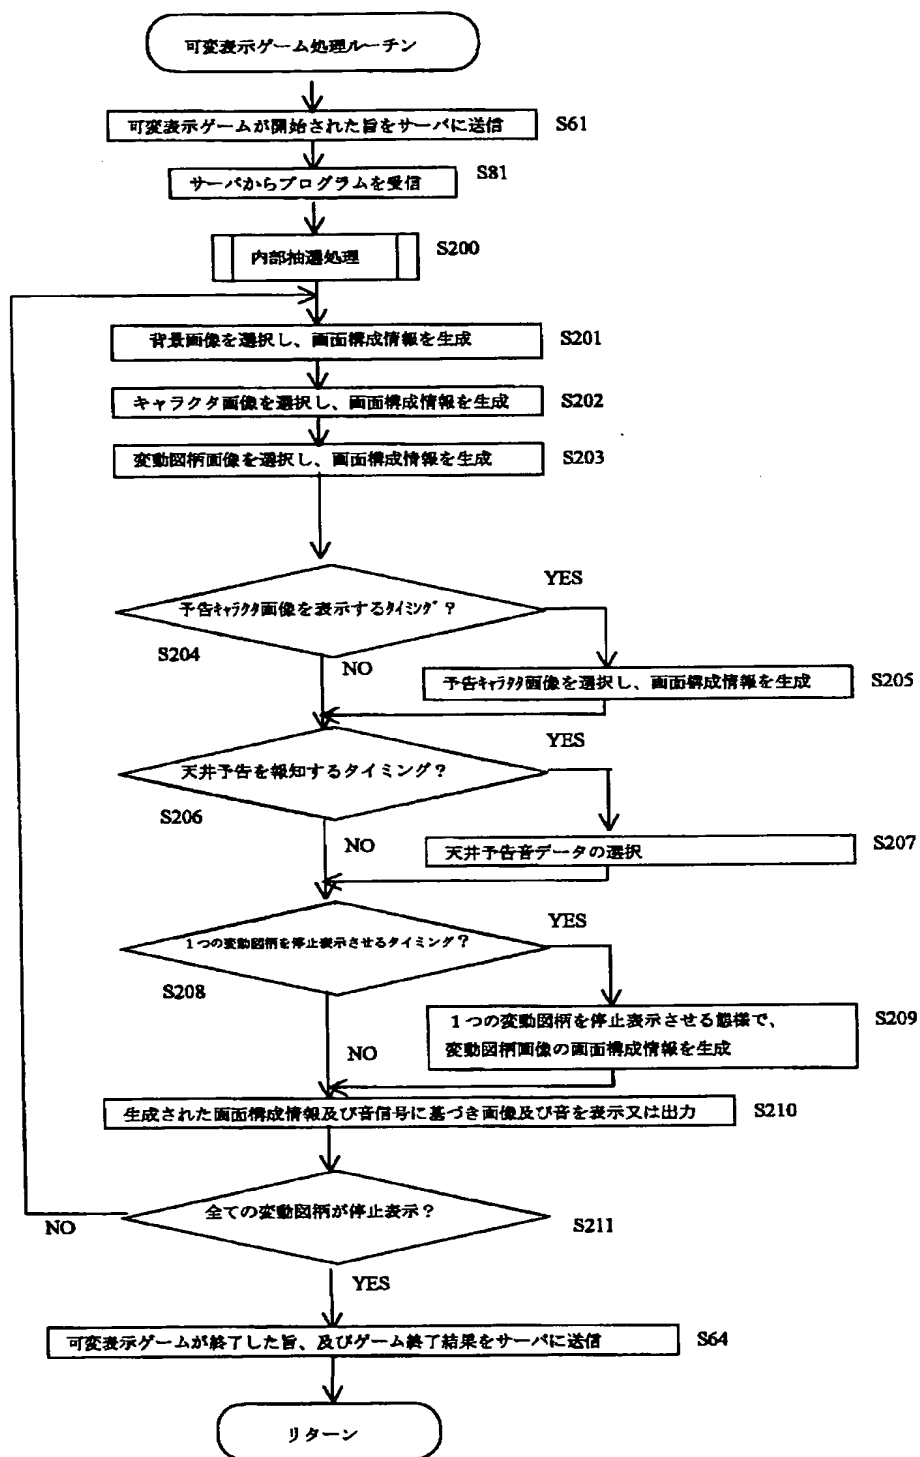 可変表示ゲーム処理ルーチン
可変表示ゲームが開始された旨をサーバに送信
S61
サーバからプログラムを受信
S81
内部抽選処理
S200
背景画像を選択し、画面構成情報を生成
S201
キャラクタ画像を選択し、画面構成情報を生成
S202
変動図柄画像を選択し、画面構成情報を生成
S203
予告ｷｬﾗｸﾀ画像を表示するﾀｲﾐﾝｸﾞ？
YES
S204
NO
予告ｷｬﾗｸﾀ画像を選択し、画面構成情報を生成
S205
天井予告を報知するタイミング？
YES
S206
NO
天井予告音データの選択
S207
１つの変動図柄を停止表示させるタイミング？
YES
S208
NO
１つの変動図柄を停止表示させる態様で、
変動図柄画像の画面構成情報を生成
S209
生成された画面構成情報及び音信号に基づき画像及び音を表示又は出力
S210
全ての変動図柄が停止表示？
S211
NO
YES
可変表示ゲームが終了した旨、及びゲーム終了結果をサーバに送信
S64
リターン